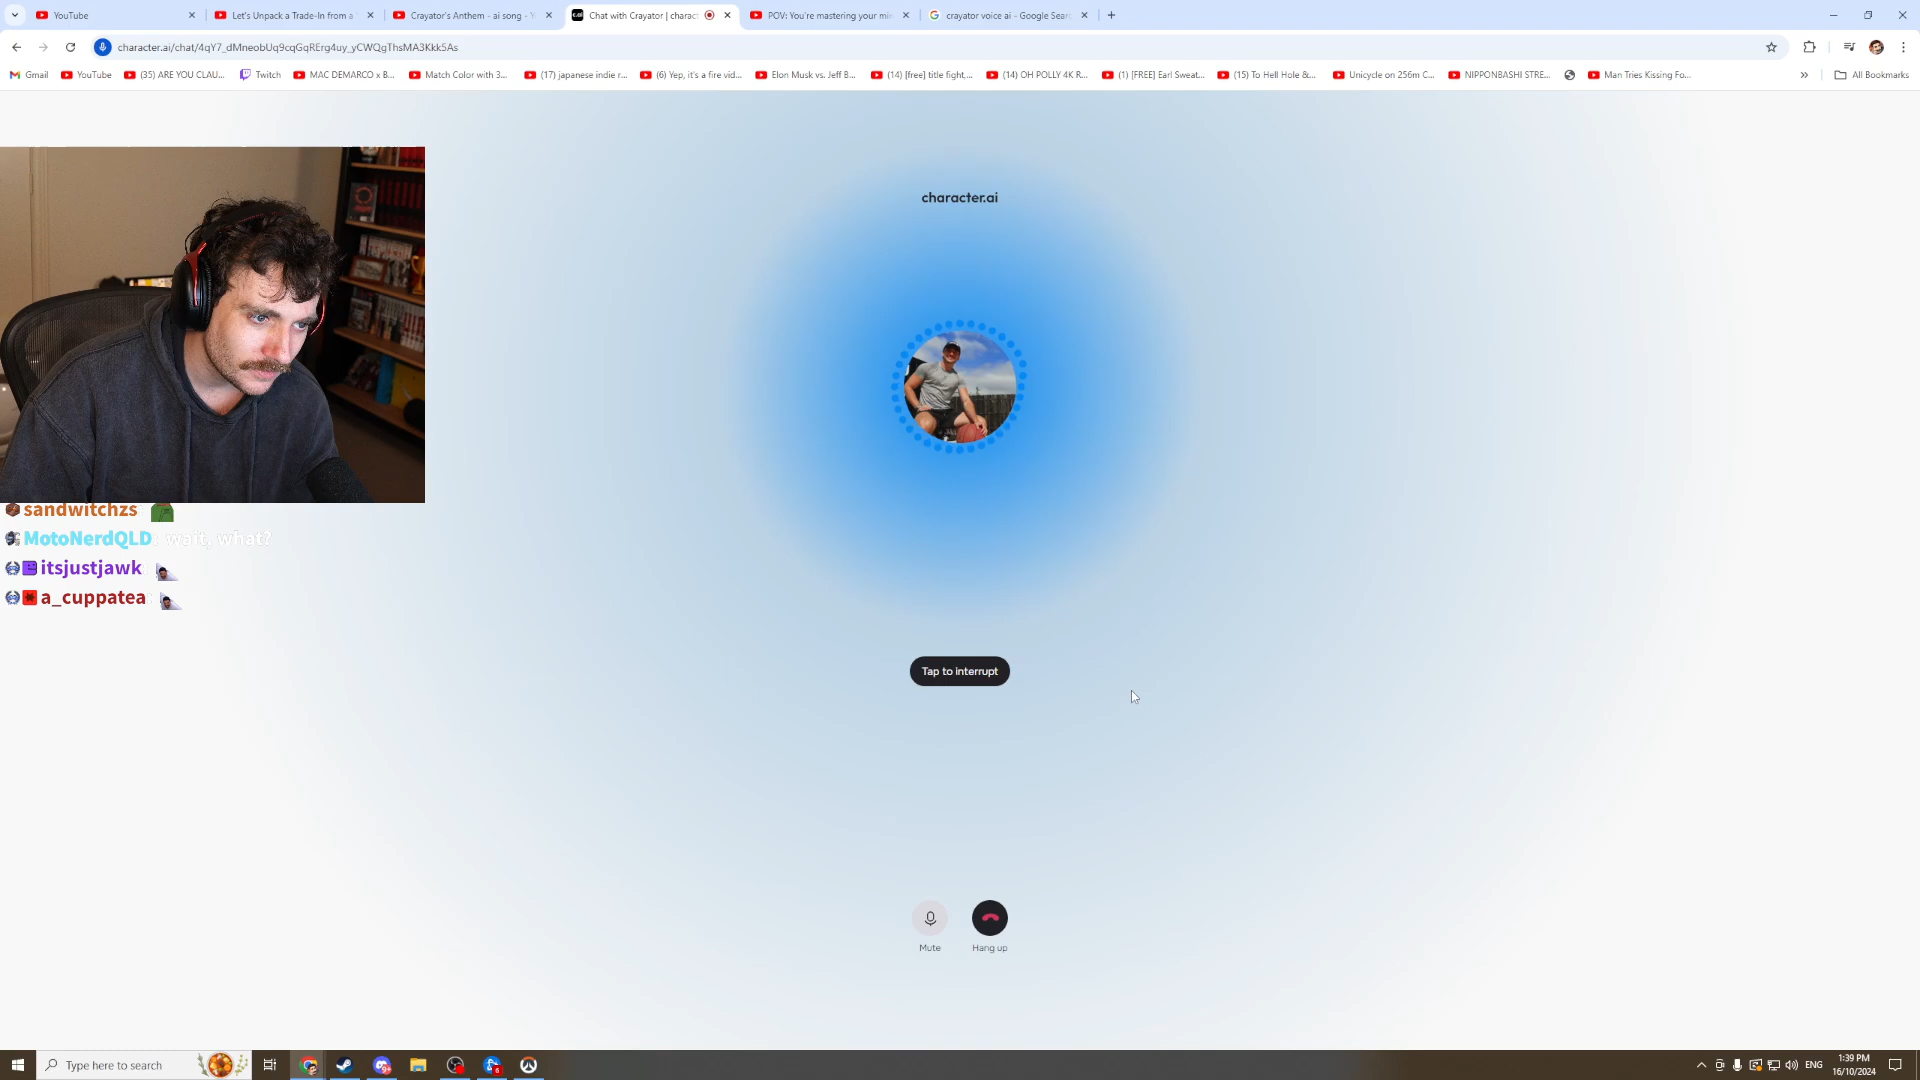 YouTube
Let's Unpack a Trade-In from a
Crayator's Anthem - ai song - Y
Chat with Crayator | charact
POV: You're mastering your mi
crayator voice ai - Google Sear
character.ai/chat/4qY7_dMneobUq9cqGqRErg4uy_yCWQgThsMA3Kkk5As
Gmail
YouTube
(35) ARE YOU CLAU...
Twitch
MAC DEMARCO x B...
Match Color with 3...
(17) japanese indie r...
(6) Yep, it's a fire vid...
Elon Musk vs. Jeff B...
(14) [free] title fight,...
(14) OH POLLY 4K R...
(1) [FREE] Earl Sweat...
(15) To Hell Hole &...
Unicycle on 256m C...
NIPPONBASHI STRE...
Man Tries Kissing Fo...
All Bookmarks
character.ai
sandwitchzs
MotoNerdQLD: wait, what?
itsjustjawk
a_cuppatea
Tap to interrupt
Mute
Hang up
Type here to search
ENG
1:39 PM
16/10/2024